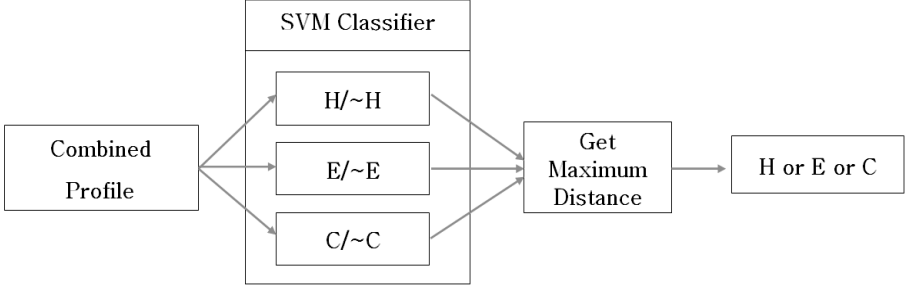 SVM Classifier
H/~H
Combined
Profile
E/~E
C/~C
Get
Maximum
Distance
H or E or C